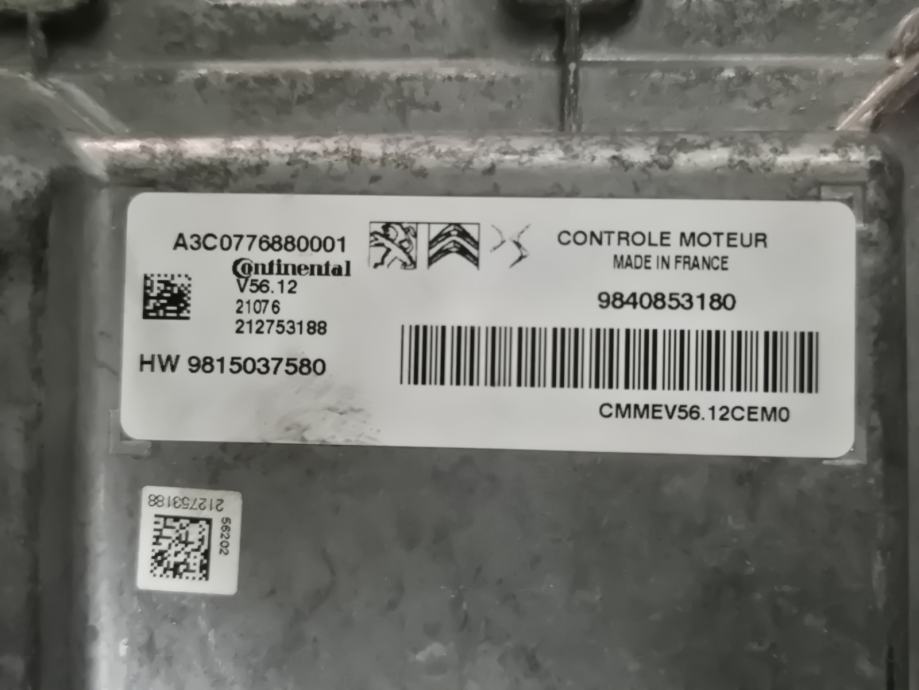 A3C0776880001
Continental
V56.12
21076
212753188
HW 9815037580
CONTROLE MOTEUR
MADE IN FRANCE
9840853180
CMMEV56.12CEM0
212753188
56202